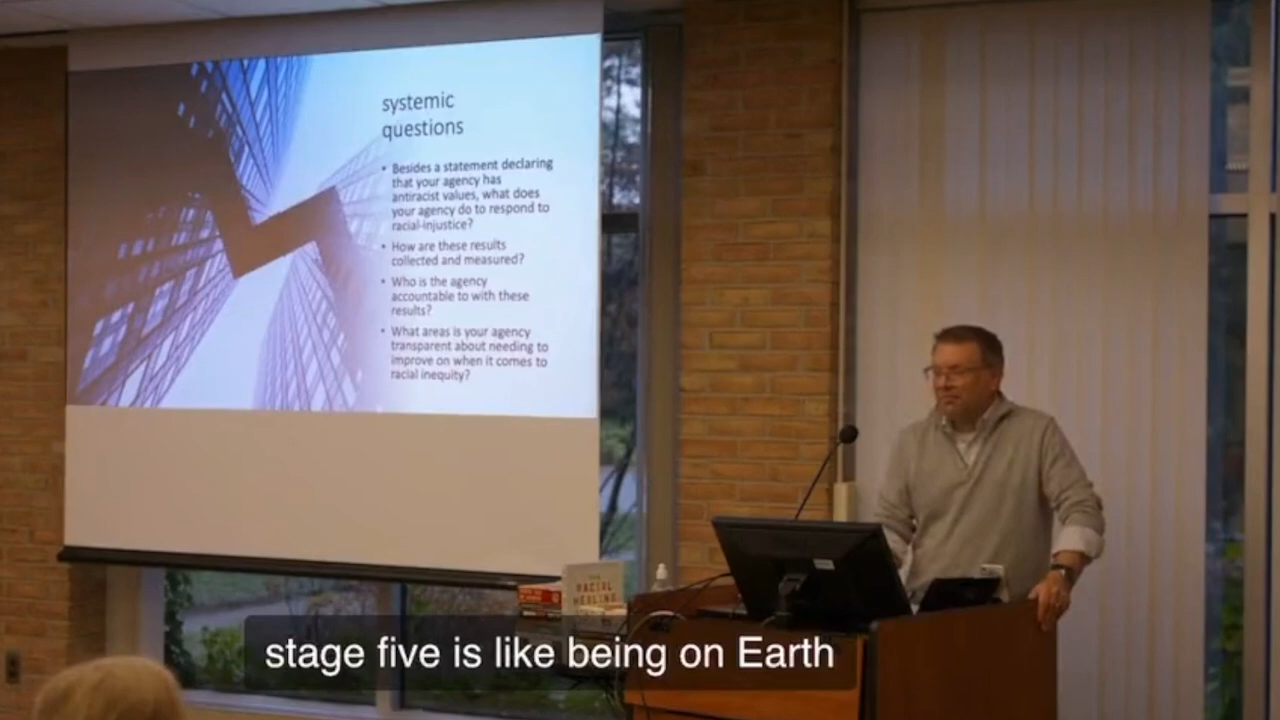 systemic
questions
• Besides a statement declaring
that your agency has
antiracist values, what does
your agency do to respond to
racial-injustice?
• How are these results
collected and measured?
• Who is the agency
accountable to with these
results?
• What areas is your agency
transparent about needing to
improve on when it comes to
racial inequity?
THE
RACIAL
HEALING
stage five is like being on Earth